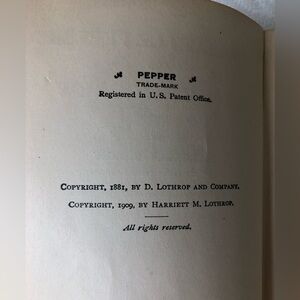 PEPPER
TRADE-MARK
Registered in U. S. Patent Office.
COPYRIGHT, 1881, BY D. LOTHROP AND COMPANY.
COPYRIGHT, 1909, BY HARRIETT M. LOTHROP.
All rights reserved.